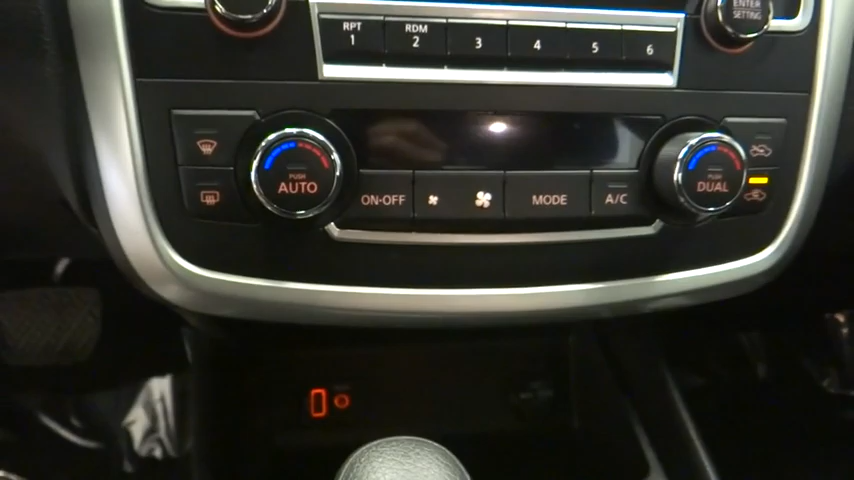 ENTER
SETTING
RPT
1
RDM
2
3
4
5
6
PUSH
AUTO
ON-OFF
MODE
A/C
PUSH
DUAL